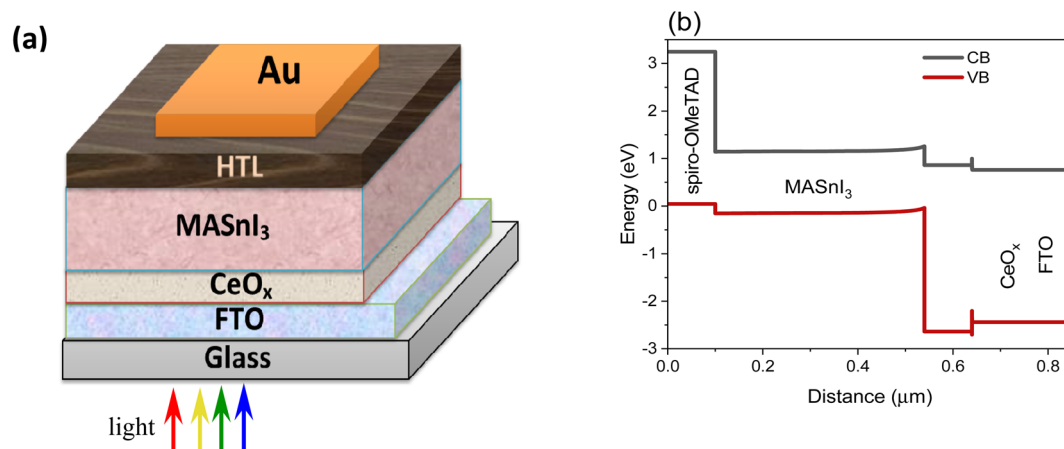 (a)
Au
HTL
MASnI₃
CeOₓ
FTO
Glass
light
(b)
CB
VB
spiro-OMeTAD
MASnI₃
CeOₓ
FTO
Energy (eV)
3
2
1
0
-1
-2
-3
0.0 0.2 0.4 0.6 0.8
Distance (μm)